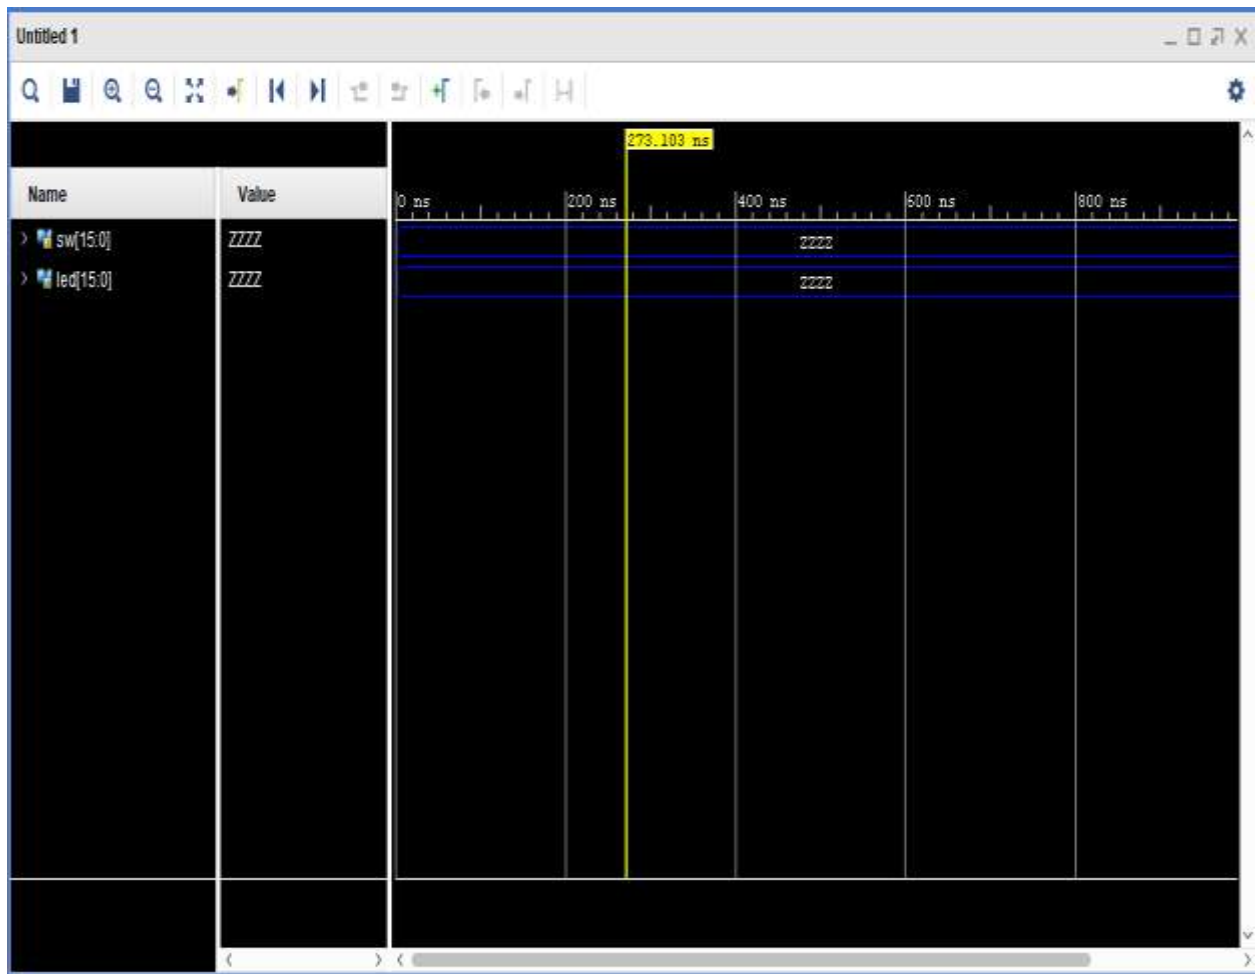 Untitled 1
273.103 ns
Name
Value
0 ns 200 ns 400 ns 600 ns 800 ns
sw[15:0] ZZZZ ZZZZ
led[15:0] ZZZZ ZZZZ